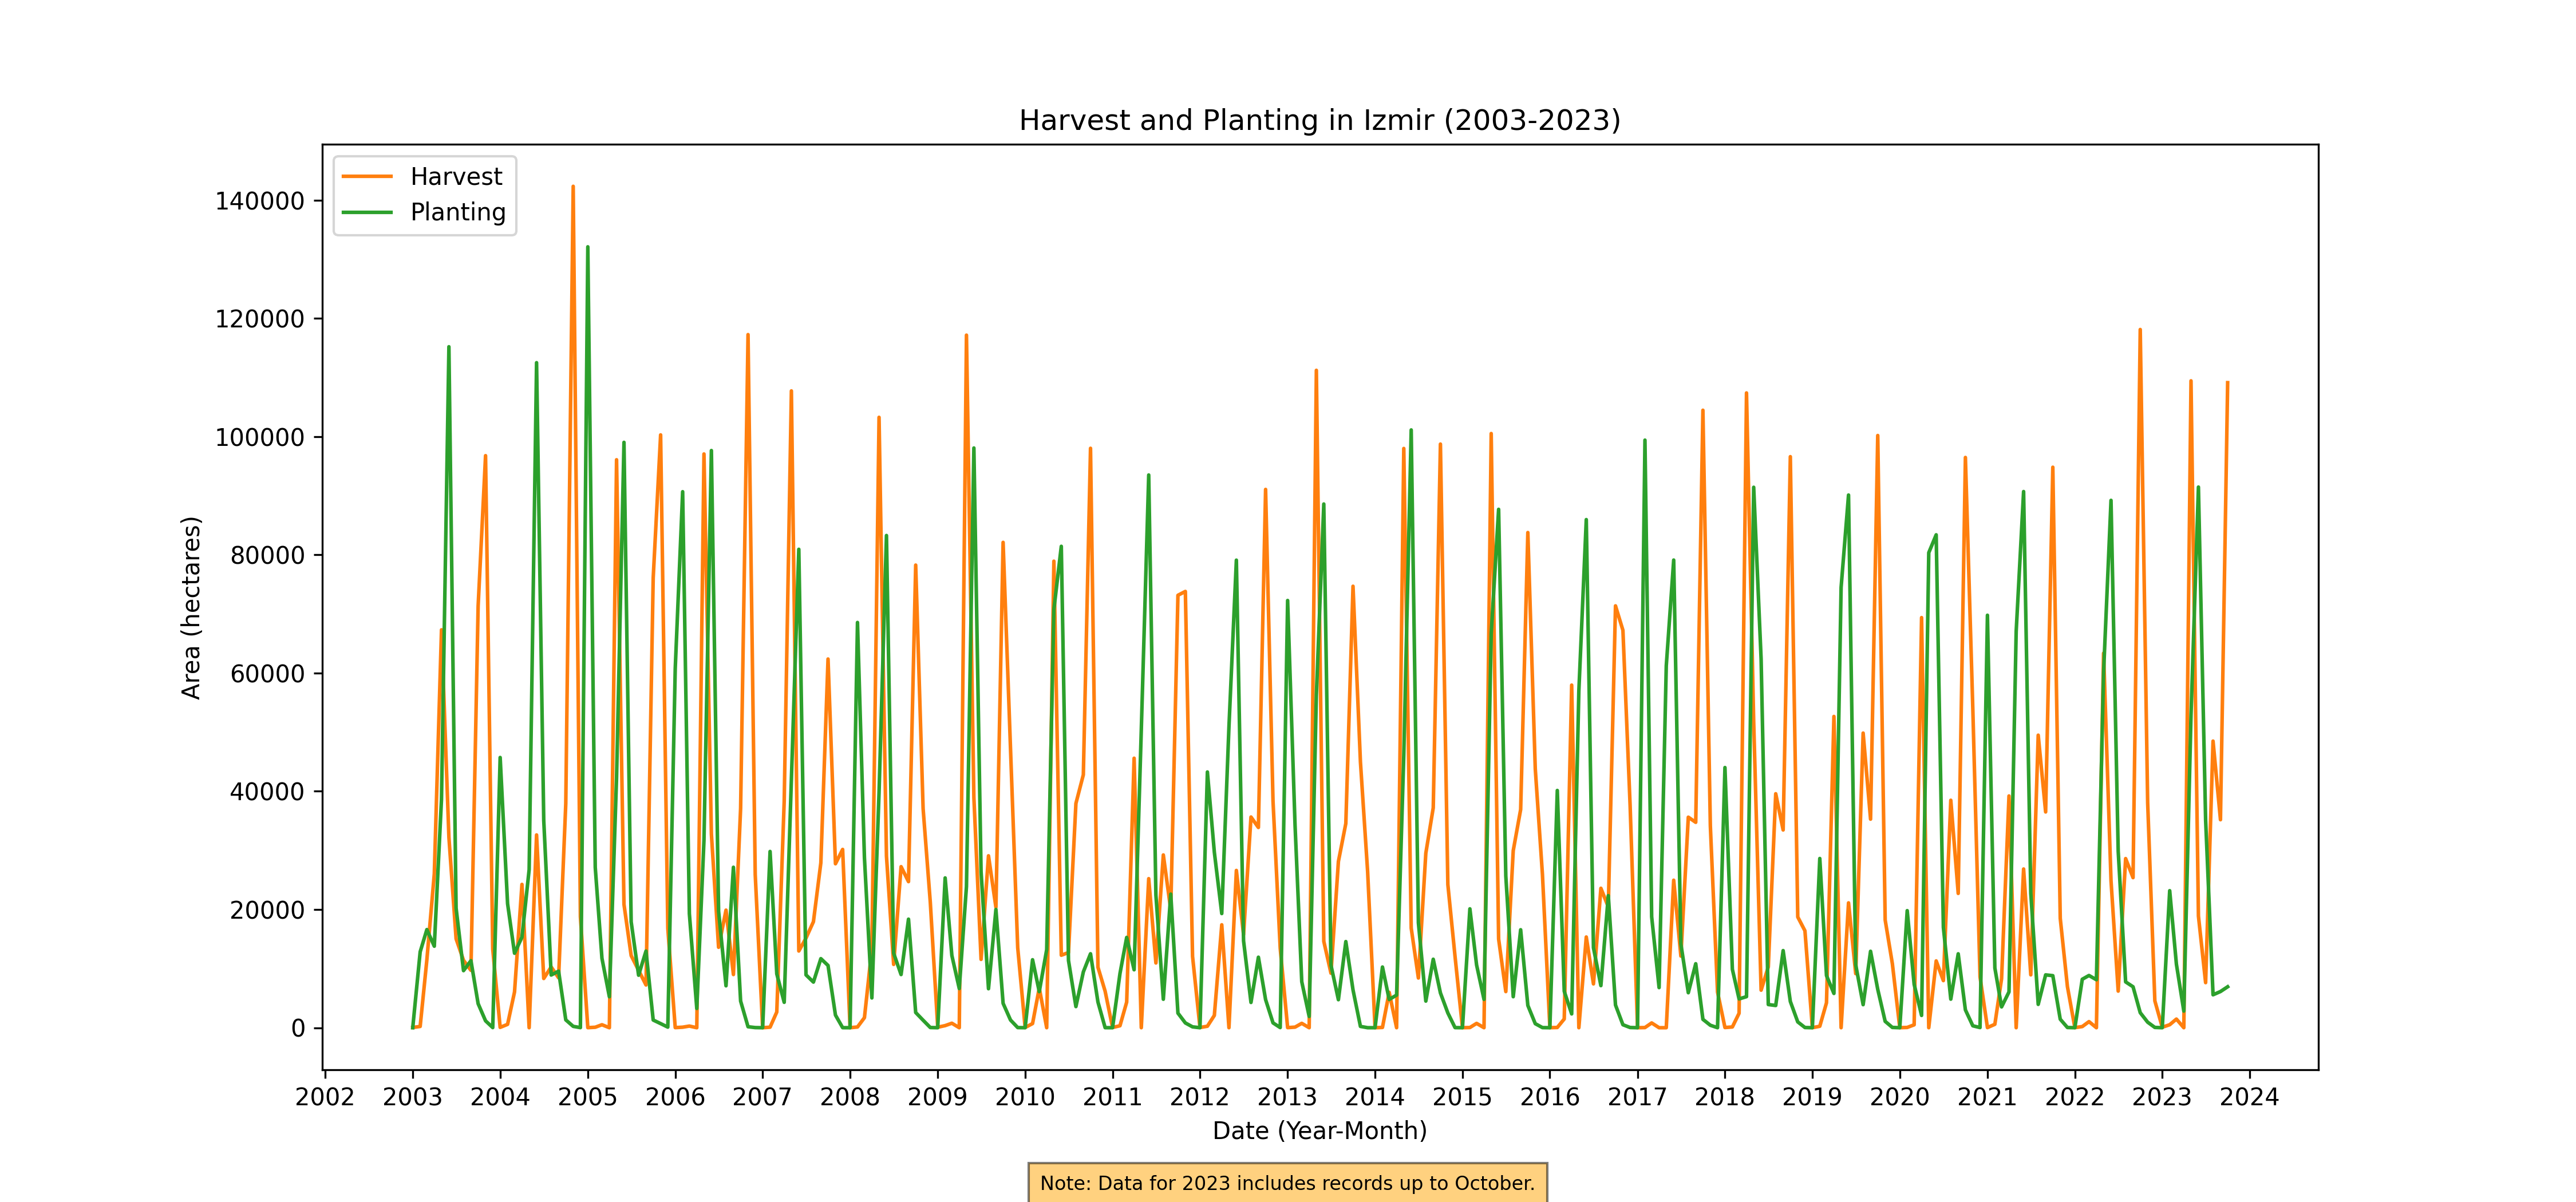 Harvest and Planting in Izmir (2003-2023)
Harvest
Planting
140000
120000
100000
80000
60000
40000
20000
0
Area (hectares)
2002 2003 2004 2005 2006 2007 2008 2009 2010 2011 2012 2013 2014 2015 2016 2017 2018 2019 2020 2021 2022 2023 2024
Date (Year-Month)
Note: Data for 2023 includes records up to October.